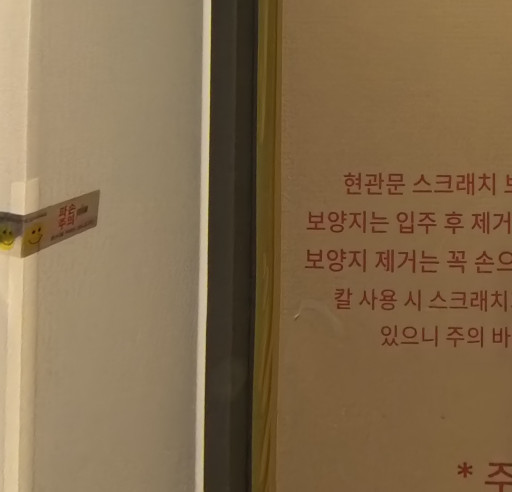 파손
주의
현관문 스크래치
보양지는 입주 후 제거
보양지 제거는 꼭 손으
칼 사용 시 스크래치
있으니 주의 바
* 주